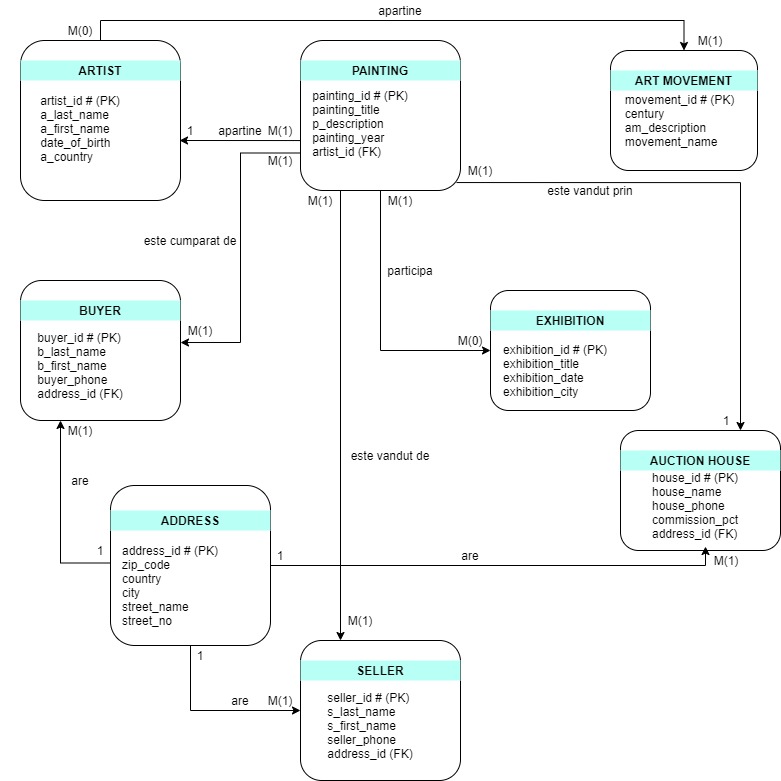 apartine
M(0)
M(1)
ARTIST
artist_id # (PK)
a_last_name
a_first_name
date_of_birth
a_country
PAINTING
painting_id # (PK)
painting_title
p_description
painting_year
artist_id (FK)
ART MOVEMENT
movement_id # (PK)
century
am_description
movement_name
1 apartine M(1)
M(1)
M(1)
M(1)
M(1)
este vandut prin
este cumparat de
participa
BUYER
buyer_id # (PK)
b_last_name
b_first_name
buyer_phone
address_id (FK)
M(1)
M(0)
EXHIBITION
exhibition_id # (PK)
exhibition_title
exhibition_date
exhibition_city
1
M(1)
este vandut de
AUCTION HOUSE
house_id # (PK)
house_name
house_phone
commission_pct
address_id (FK)
are
ADDRESS
address_id # (PK)
zip_code
country
city
street_name
street_no
1
1
are
M(1)
M(1)
1
are M(1)
SELLER
seller_id # (PK)
s_last_name
s_first_name
seller_phone
address_id (FK)